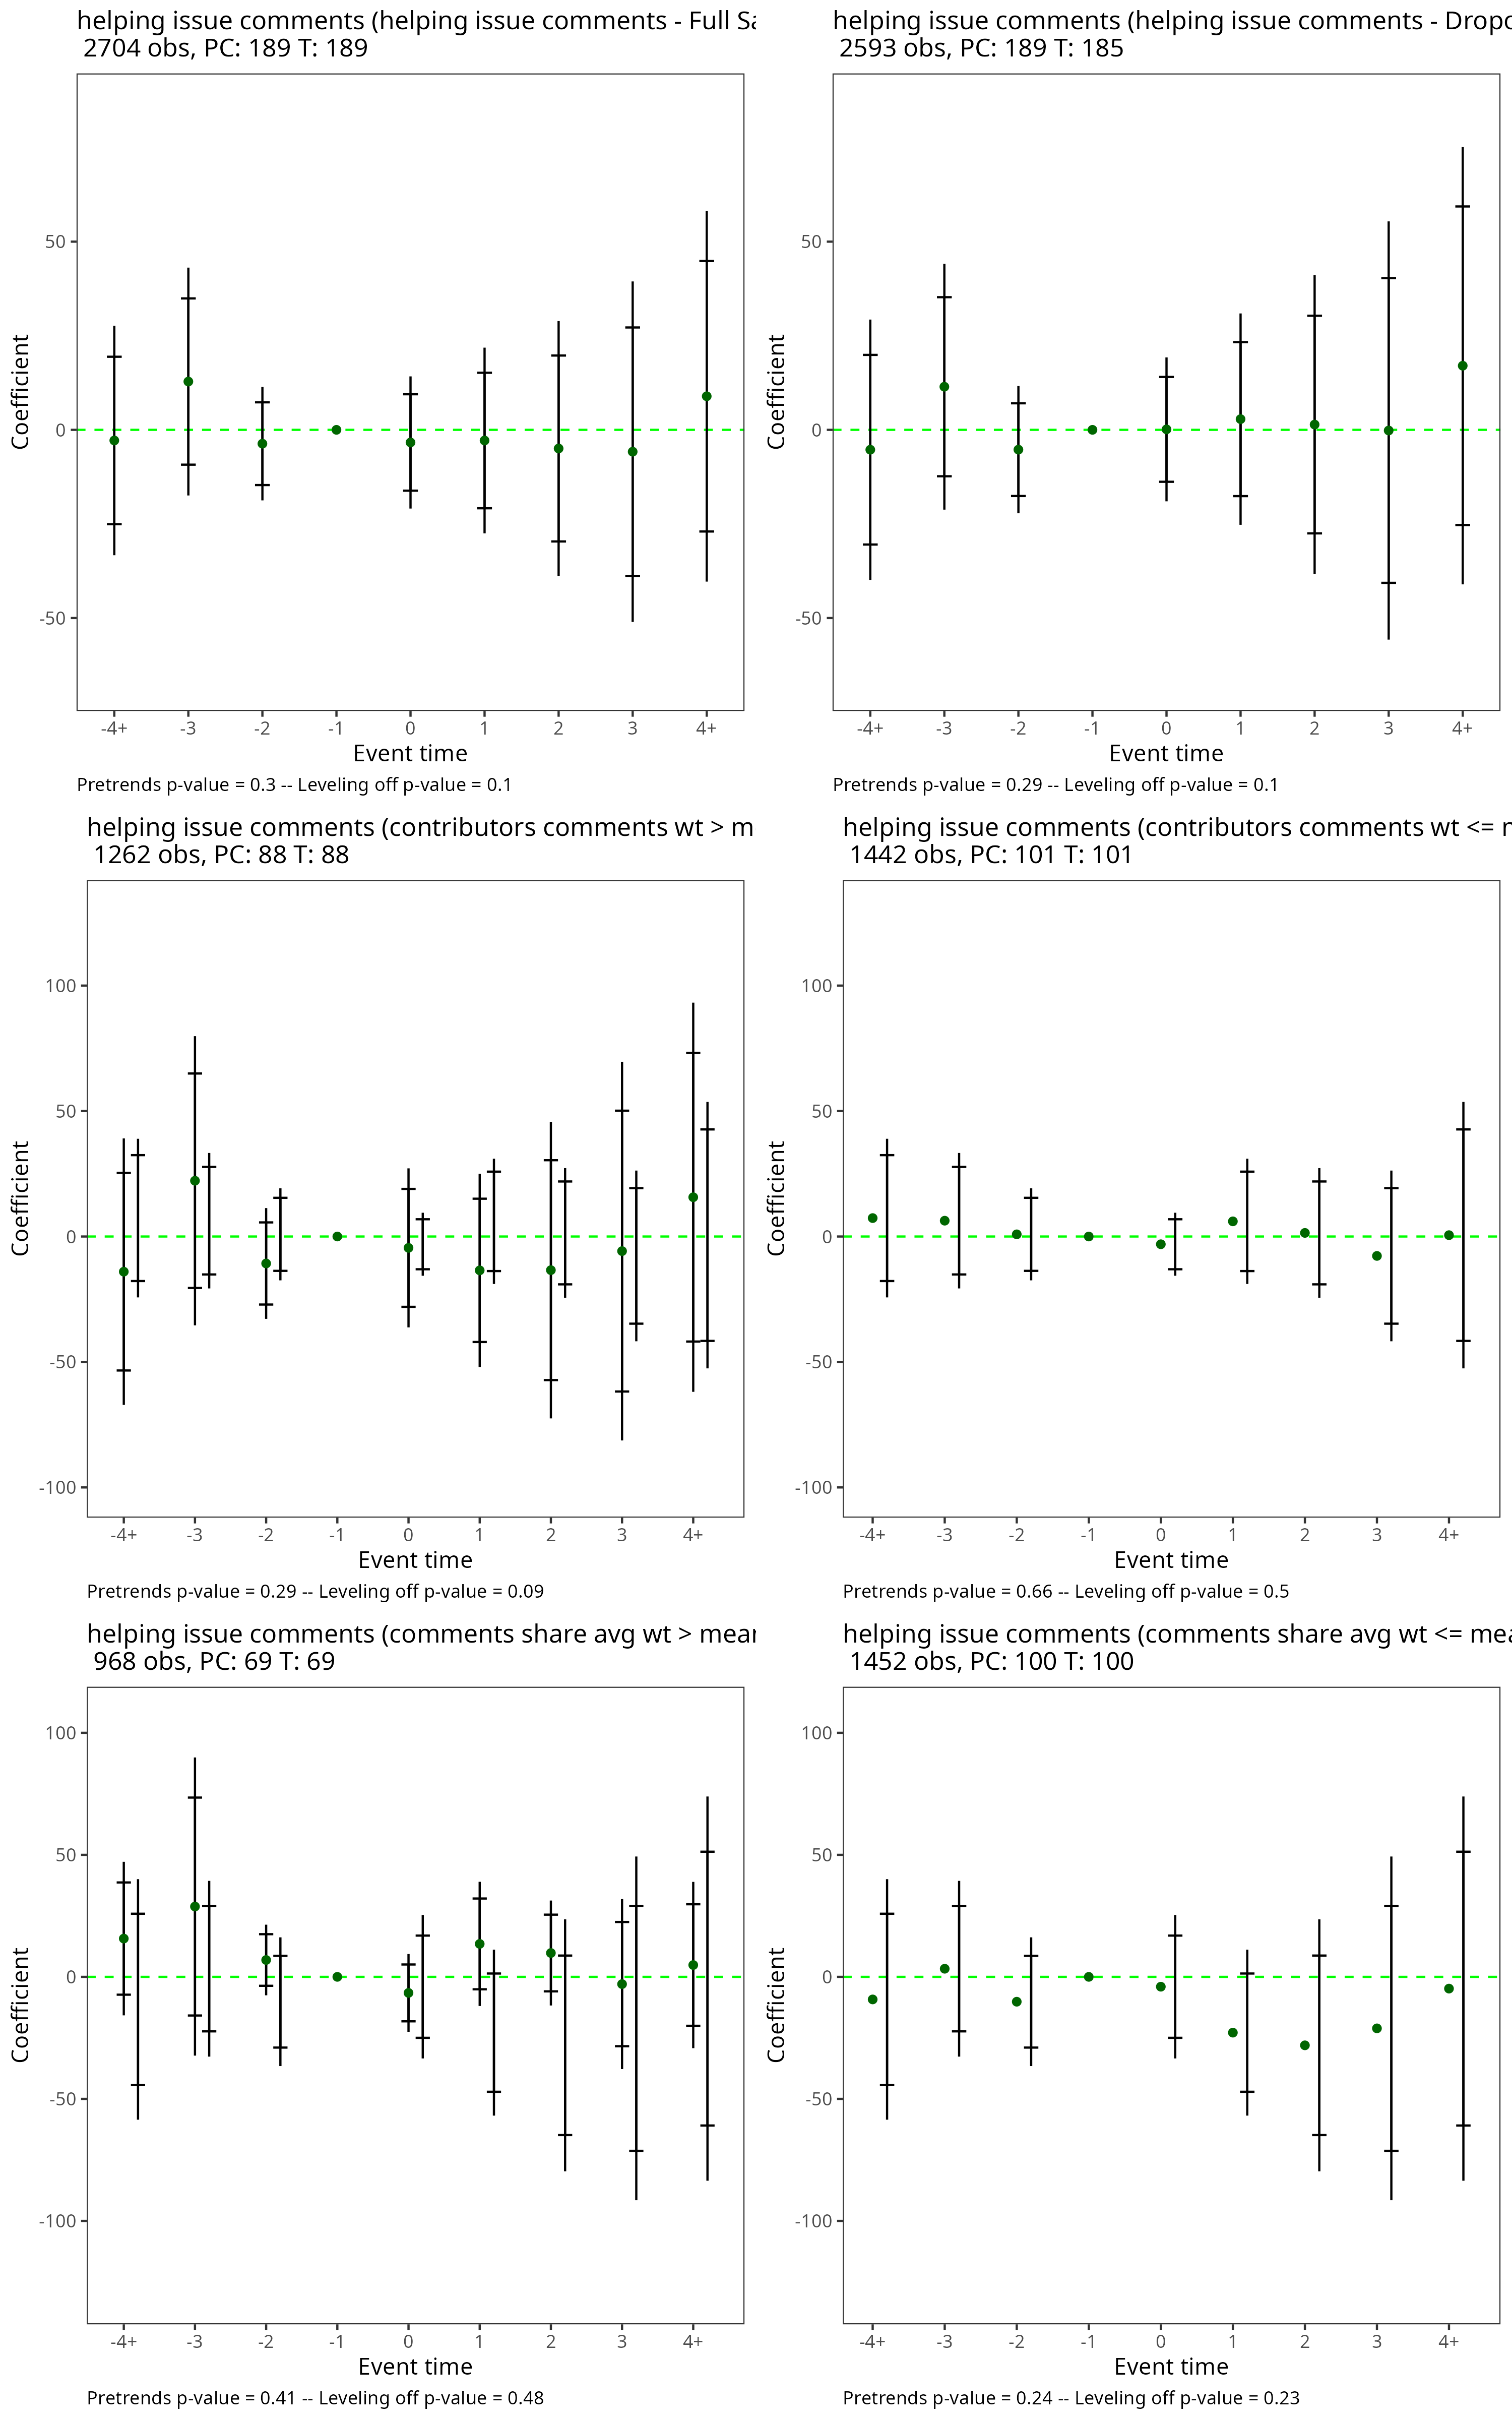 helping issue comments (helping issue comments - Full Sa
2704 obs, PC: 189 T: 189
Coefficient
50
0
-50
-4+ -3 -2 -1 0 1 2 3 4+
Event time
Pretrends p-value = 0.3 -- Leveling off p-value = 0.1
helping issue comments (helping issue comments - Dropo
2593 obs, PC: 189 T: 185
Coefficient
50
0
-50
-4+ -3 -2 -1 0 1 2 3 4+
Event time
Pretrends p-value = 0.29 -- Leveling off p-value = 0.1
helping issue comments (contributors comments wt > m
1262 obs, PC: 88 T: 88
Coefficient
100
50
0
-50
-100
-4+ -3 -2 -1 0 1 2 3 4+
Event time
Pretrends p-value = 0.29 -- Leveling off p-value = 0.09
helping issue comments (contributors comments wt <= m
1442 obs, PC: 101 T: 101
Coefficient
100
50
0
-50
-100
-4+ -3 -2 -1 0 1 2 3 4+
Event time
Pretrends p-value = 0.66 -- Leveling off p-value = 0.5
helping issue comments (comments share avg wt > mean
968 obs, PC: 69 T: 69
Coefficient
100
50
0
-50
-100
-4+ -3 -2 -1 0 1 2 3 4+
Event time
Pretrends p-value = 0.41 -- Leveling off p-value = 0.48
helping issue comments (comments share avg wt <= mea
1452 obs, PC: 100 T: 100
Coefficient
100
50
0
-50
-100
-4+ -3 -2 -1 0 1 2 3 4+
Event time
Pretrends p-value = 0.24 -- Leveling off p-value = 0.23